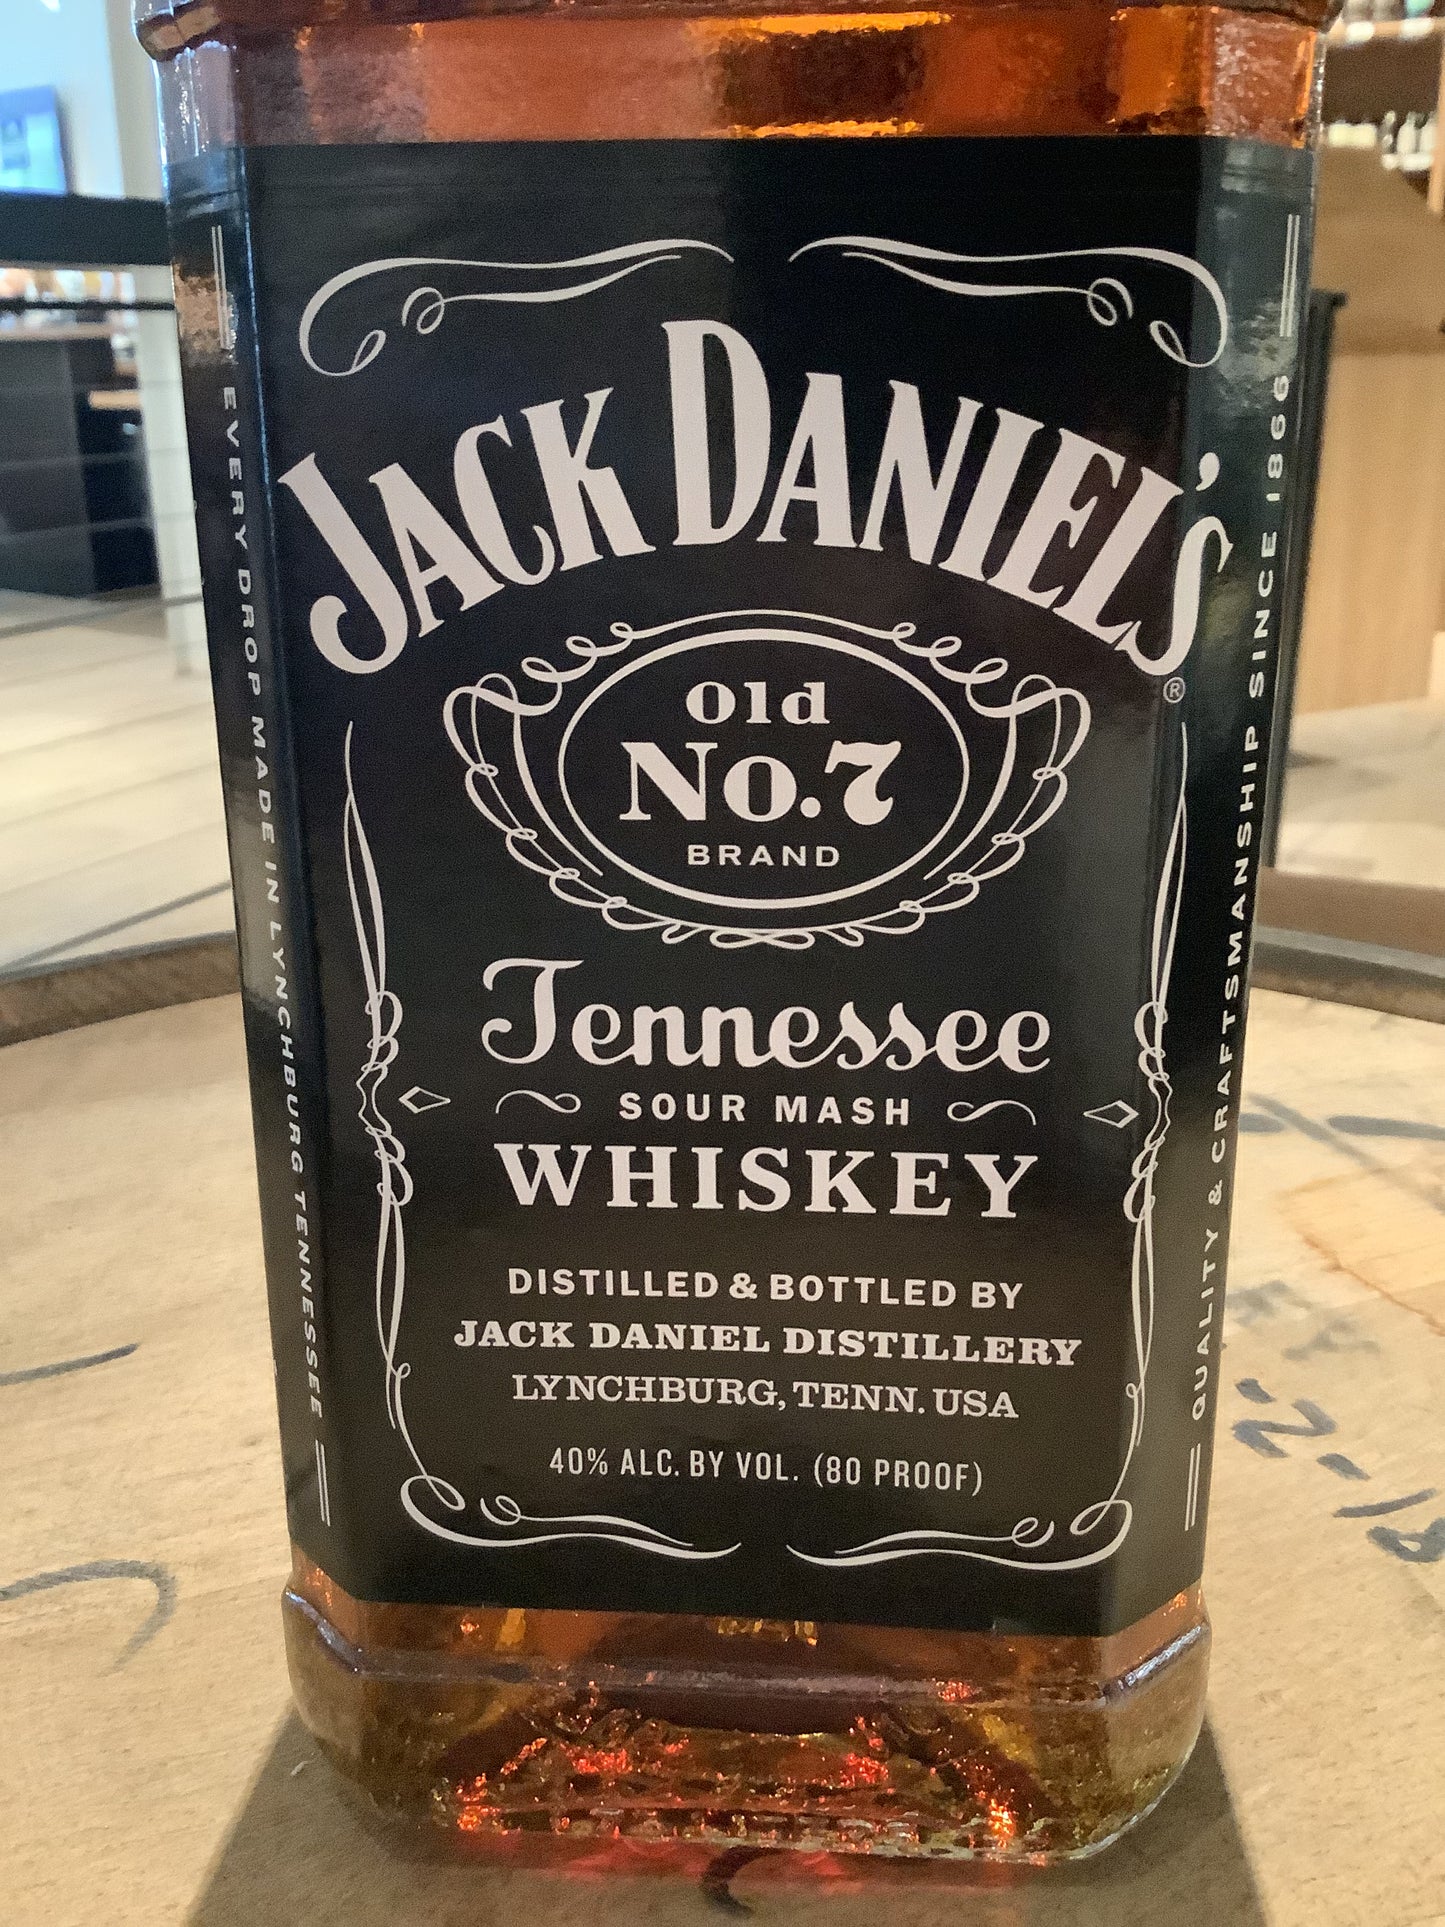 JACK DANIEL'S
®
Old
No.7
BRAND
Tennessee
SOUR MASH
WHISKEY
DISTILLED & BOTTLED BY
JACK DANIEL DISTILLERY
LYNCHBURG, TENN. USA
40% ALC. BY VOL. (80 PROOF)
EVERY DROP MADE IN LYNCHBURG TENNESSEE
QUALITY & CRAFTSMANSHIP SINCE 1866